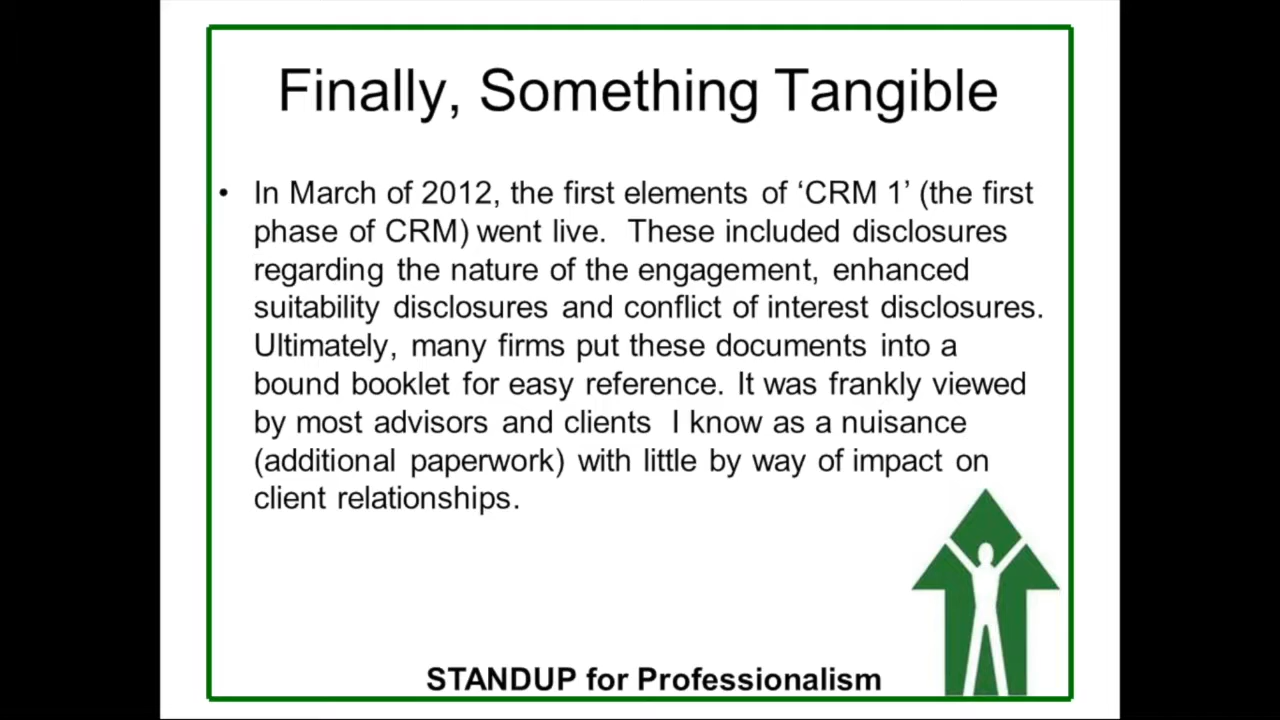 Finally, Something Tangible
• In March of 2012, the first elements of ‘CRM 1’ (the first
phase of CRM) went live.  These included disclosures
regarding the nature of the engagement, enhanced
suitability disclosures and conflict of interest disclosures.
Ultimately, many firms put these documents into a
bound booklet for easy reference. It was frankly viewed
by most advisors and clients  I know as a nuisance
(additional paperwork) with little by way of impact on
client relationships.
STANDUP for Professionalism